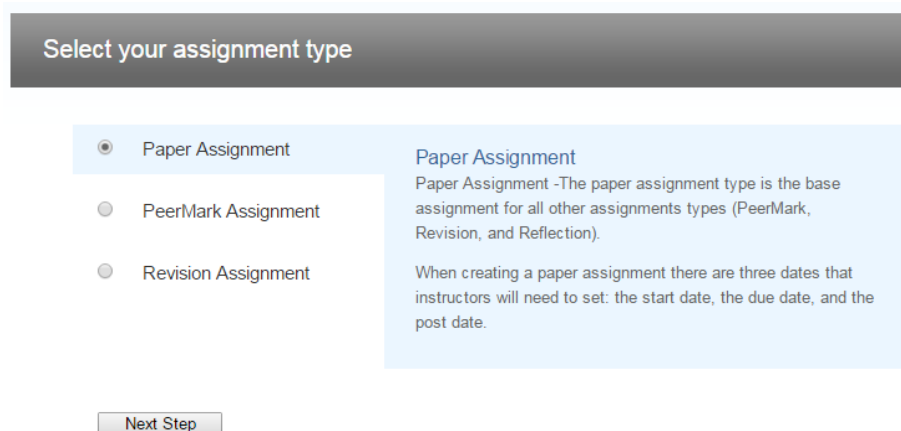 Select your assignment type
Paper Assignment
PeerMark Assignment
Revision Assignment
Paper Assignment
Paper Assignment -The paper assignment type is the base
assignment for all other assignments types (PeerMark,
Revision, and Reflection).
When creating a paper assignment there are three dates that
instructors will need to set: the start date, the due date, and the
post date.
Next Step